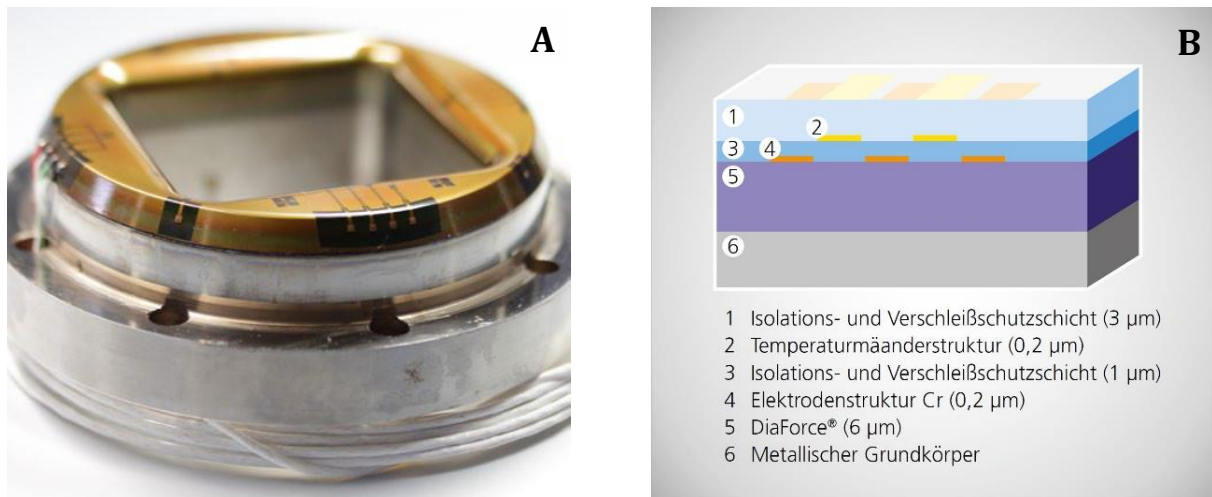 A
B
1
2
3
4
5
6
1 Isolations- und Verschleißschutzschicht (3 µm)
2 Temperaturmäanderstruktur (0,2 µm)
3 Isolations- und Verschleißschutzschicht (1 µm)
4 Elektrodenstruktur Cr (0,2 µm)
5 DiaForce® (6 µm)
6 Metallischer Grundkörper